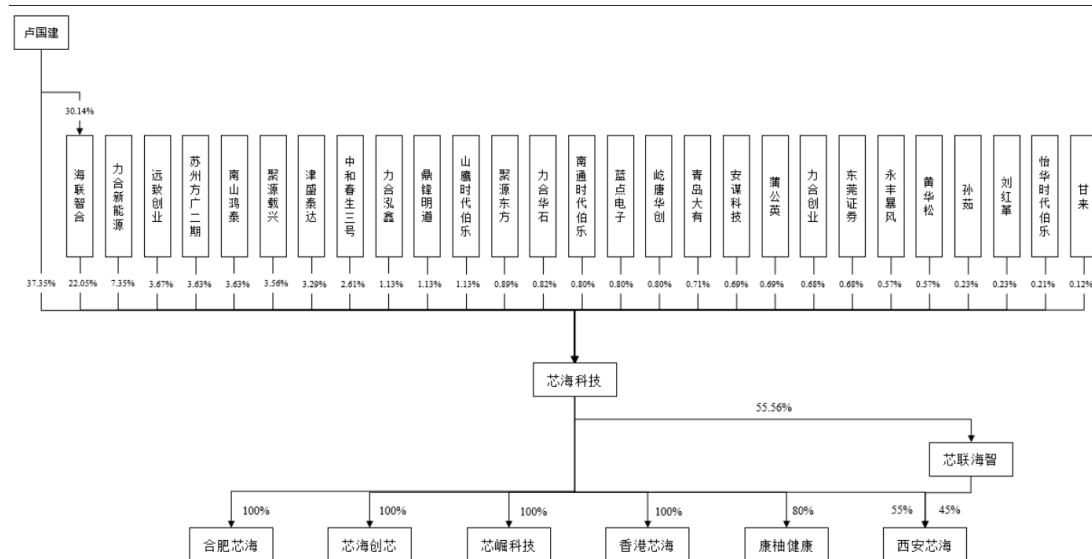 卢国建
30.14%
海联智合
力合新能源
远致创业
苏州方广二期
南山鸿泰
聚源载兴
津盛泰达
中和春生三号
力合泓鑫
鼎锋明道
山鹰时代伯乐
聚源东方
力合华石
南通时代伯乐
蓝点电子
屹唐华创
青岛大有
安谋科技
蒲公英
力合创业
东莞证券
永丰暴风
黄华松
孙茹
刘红革
怡华时代伯乐
甘来
37.35%
22.05%
7.35%
3.67%
3.63%
3.63%
3.56%
3.29%
2.61%
1.13%
1.13%
1.13%
0.89%
0.82%
0.80%
0.80%
0.80%
0.71%
0.69%
0.69%
0.68%
0.68%
0.57%
0.57%
0.23%
0.23%
0.21%
0.12%
芯海科技
55.56%
芯联海智
100%
100%
100%
100%
80%
55%
45%
合肥芯海
芯海创芯
芯崛科技
香港芯海
康柚健康
西安芯海